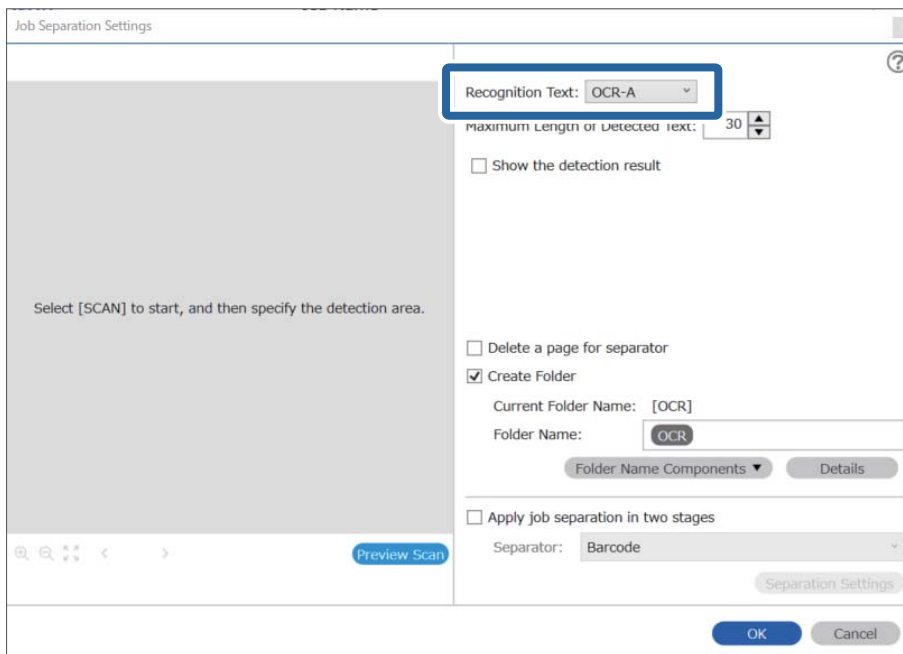 Job Separation Settings
Recognition Text: OCR-A
Maximum Length of Detected Text: 30
Show the detection result
Select [SCAN] to start, and then specify the detection area.
Delete a page for separator
Create Folder
Current Folder Name: [OCR]
Folder Name: OCR
Folder Name Components Details
Apply job separation in two stages
Preview Scan
Separator: Barcode
Separation Settings
OK Cancel